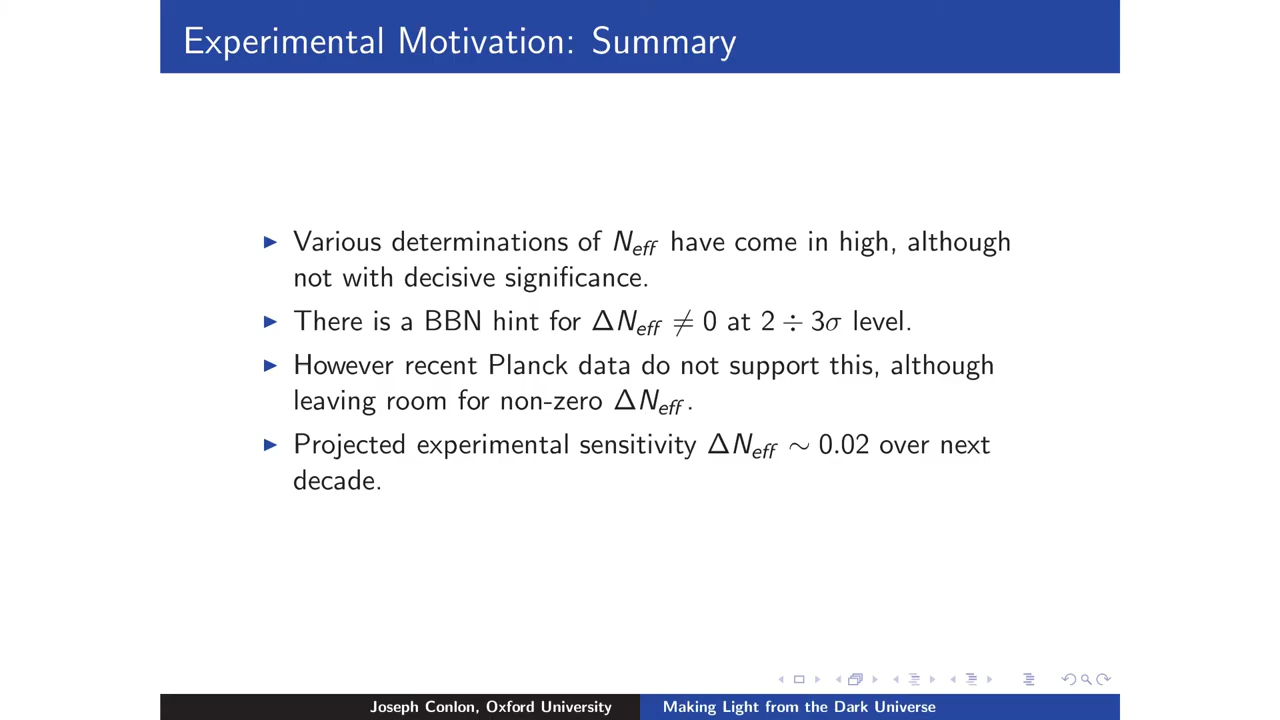 Experimental Motivation: Summary
▶ Various determinations of N_eff have come in high, although
not with decisive significance.
▶ There is a BBN hint for ΔN_eff ≠ 0 at 2 ÷ 3σ level.
▶ However recent Planck data do not support this, although
leaving room for non-zero ΔN_eff.
▶ Projected experimental sensitivity ΔN_eff ∼ 0.02 over next
decade.
Joseph Conlon, Oxford University
Making Light from the Dark Universe